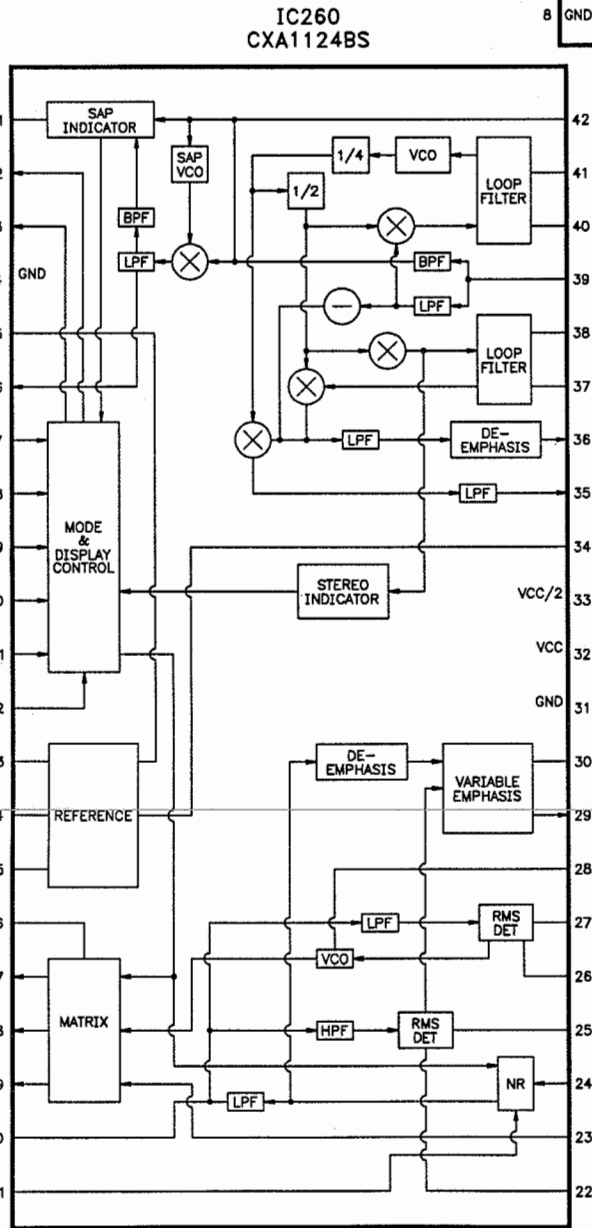 IC260
CXA1124BS
8 GND
SAP
INDICATOR
42
SAP
VCO
1/4
VCO
LOOP
FILTER
41
1/2
BPF
40
LPF
BPF
39
GND
LPF
38
LOOP
FILTER
37
LPF
DE-
EMPHASIS
36
LPF
35
MODE
&
DISPLAY
CONTROL
34
STEREO
INDICATOR
VCC/2
33
VCC
32
GND
31
DE-
EMPHASIS
VARIABLE
EMPHASIS
30
REFERENCE
29
28
LPF
RMS
DET
27
VCO
26
MATRIX
HPF
RMS
DET
25
NR
24
LPF
23
22